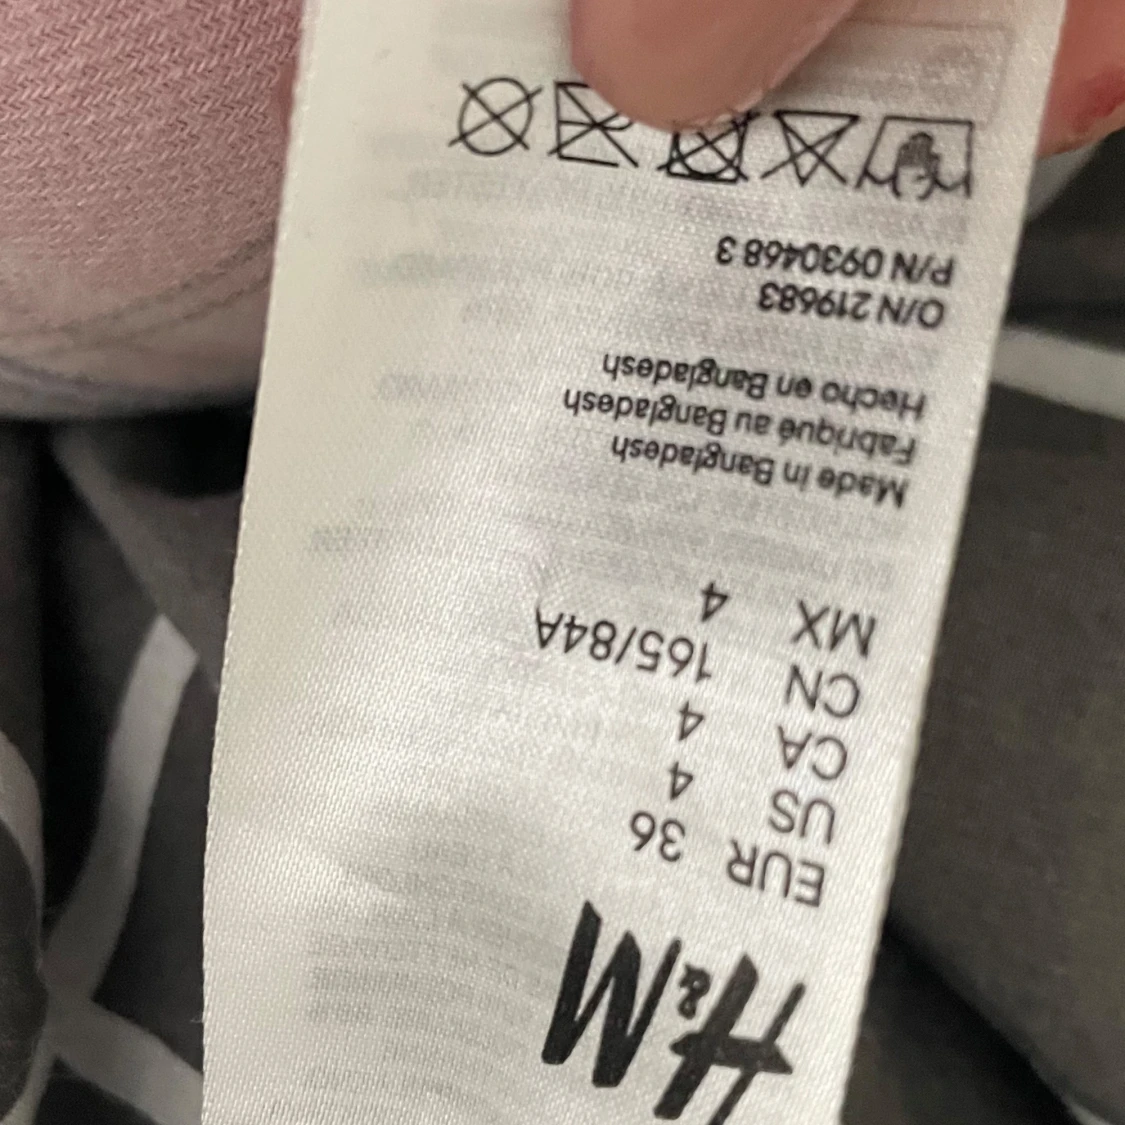 H&M
EUR 36
US 4
CA 4
CN 165/84A
MX 4
Made in Bangladesh
Fabriqué au Bangladesh
Hecho en Bangladesh
O/N 219683
P/N 0930468 3